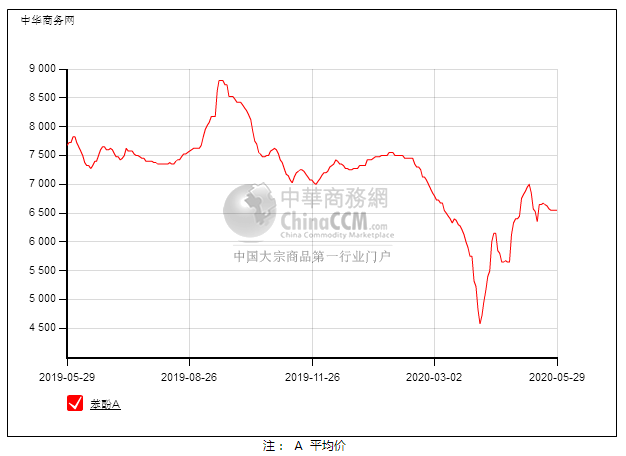 中华商务网
9 000
8 500
8 000
7 500
7 000
6 500
6 000
5 500
5 000
4 500
中華商務網
ChinaCCM.com
China Commodity Marketplace
中国大宗商品第一行业门户
2019-05-29 2019-08-26 2019-11-26 2020-03-02 2020-05-29
苯酚A
注： A 平均价